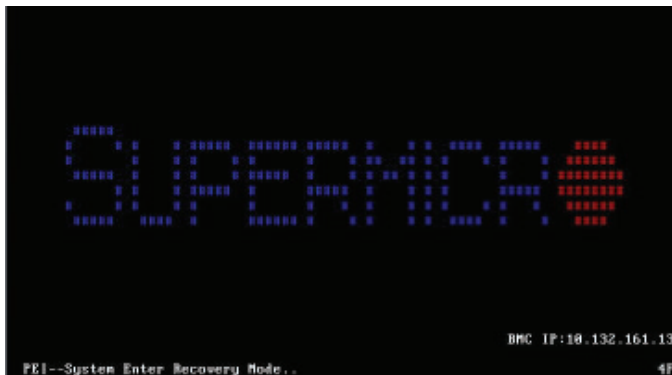 SUPERMICRO
BMC IP:10.132.161.13
PEI--System Enter Recovery Mode..